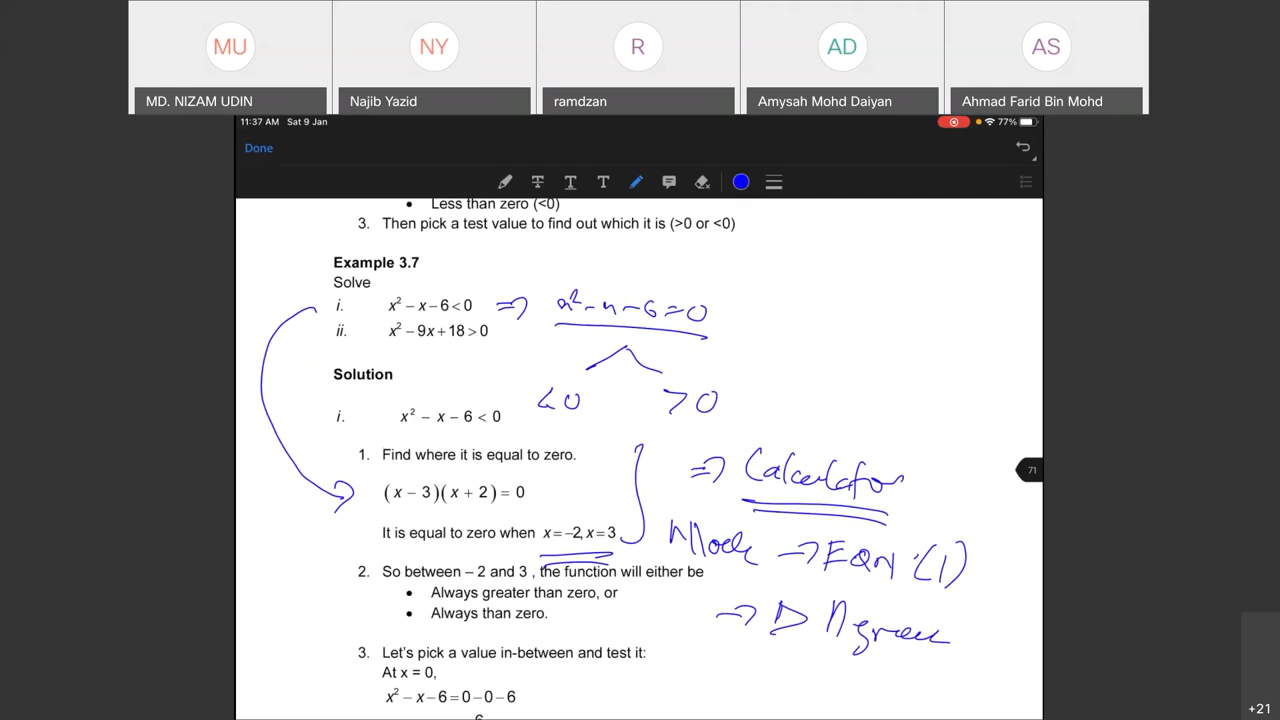 MU NY R AD AS
MD. NIZAM UDIN Najib Yazid ramdzan Amysah Mohd Daiyan Ahmad Farid Bin Mohd
11:37 AM Sat 9 Jan 77%
Done
• Less than zero (<0)
3. Then pick a test value to find out which it is (>0 or <0)
Example 3.7
Solve
i. x² − x − 6 < 0 ⇒ x² − x − 6 = 0
ii. x² − 9x + 18 > 0
Solution
<0 >0
i. x² − x − 6 < 0
1. Find where it is equal to zero.
⇒ Calculator
71
(x − 3)(x + 2) = 0
It is equal to zero when x = −2, x = 3
Mode → EQN (1)
2. So between – 2 and 3 , the function will either be
• Always greater than zero, or
• Always than zero.
→ ▷
3. Let's pick a value in-between and test it:
At x = 0,
x² − x − 6 = 0 − 0 − 6
+21